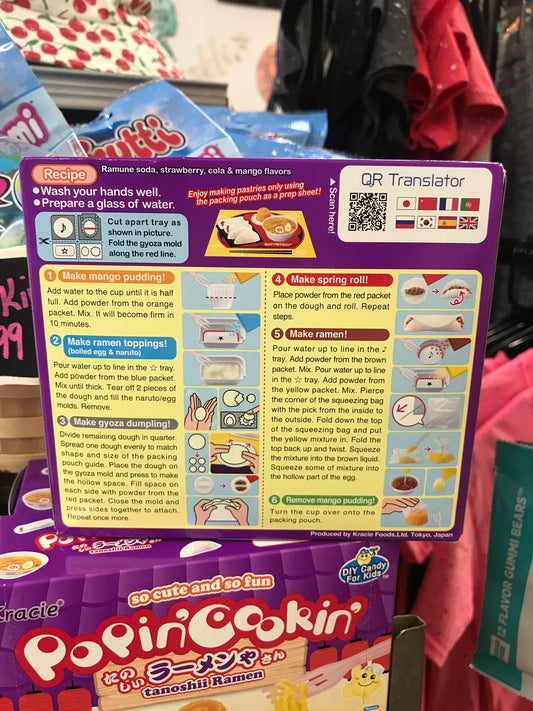 Recipe
Ramune soda, strawberry, cola & mango flavors
●Wash your hands well.
●Prepare a glass of water.
Enjoy making pastries only using
the packing pouch as a prep sheet!
▲ Scan here!
QR Translator
Cut apart tray as
shown in picture.
Fold the gyoza mold
along the red line.
1 Make mango pudding!
Add water to the cup until it is half
full. Add powder from the orange
packet. Mix. It will become firm in
10 minutes.
2 Make ramen toppings!
(boiled egg & naruto)
Pour water up to line in the ☆ tray.
Add powder from the blue packet.
Mix until thick. Tear off 2 pieces of
the dough and fill the naruto/egg
molds. Remove.
3 Make gyoza dumpling!
Divide remaining dough in quarter.
Spread one dough evenly to match
shape and size of the packing
pouch guide. Place the dough on
the gyoza mold and press to make
the hollow space. Fill space on
each side with powder from the
red packet. Close the mold and
press sides together to attach.
Repeat once more.
4 Make spring roll!
Place powder from the red packet
on the dough and roll. Repeat
steps.
5 Make ramen!
Pour water up to line in the ♪
tray. Add powder from the brown
packet. Mix. Pour water up to line
in the ☆ tray. Add powder from
the yellow packet. Mix. Pierce
the corner of the squeezing bag
with the pick from the inside to
the outside. Fold down the top
of the squeezing bag and put
the yellow mixture in. Fold the
top back up and twist. Squeeze
the mixture into the brown liquid.
Squeeze some of mixture into
the hollow part of the egg.
6 Remove mango pudding!
Turn the cup over onto the
packing pouch.
Produced by Kracie Foods,Ltd. Tokyo, Japan
so cute and so fun
DIY Candy
For Kids
Kracie®
Popin' Cookin'
たのしいラーメンやさん
tanoshii Ramen
12 FLAVOR GUMMI BEARS™